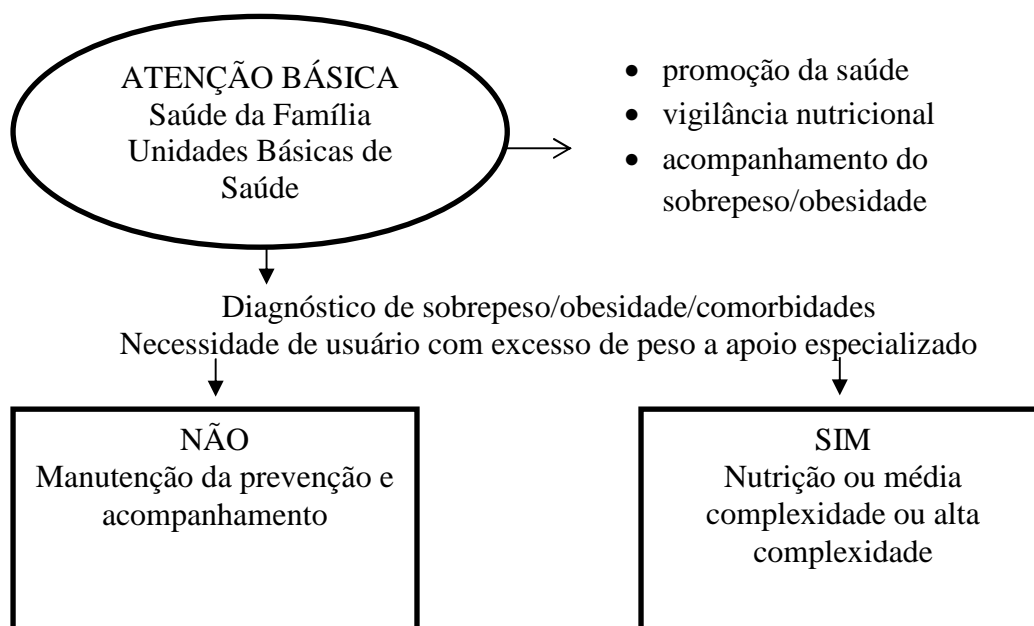 ATENÇÃO BÁSICA
Saúde da Família
Unidades Básicas de
Saúde
• promoção da saúde
• vigilância nutricional
• acompanhamento do
sobrepeso/obesidade
Diagnóstico de sobrepeso/obesidade/comorbidades
Necessidade de usuário com excesso de peso a apoio especializado
NÃO
Manutenção da prevenção e
acompanhamento
SIM
Nutrição ou média
complexidade ou alta
complexidade